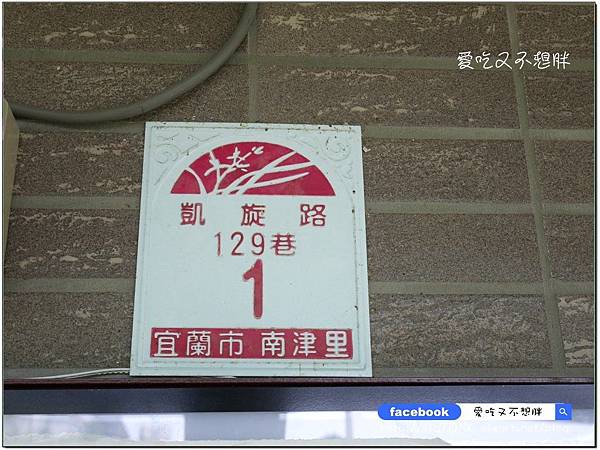 愛吃又不想胖
凱旋路
129巷
1
宜蘭市 南津里
facebook 愛吃又不想胖